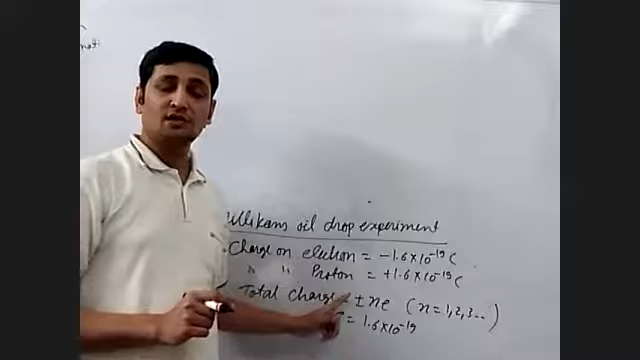 Millikans oil drop experiment
Charge on electron = -1.6×10⁻¹⁹ C
" " Proton = +1.6×10⁻¹⁹ C
Total charge ± ne (n=1,2,3...)
= 1.6×10⁻¹⁹